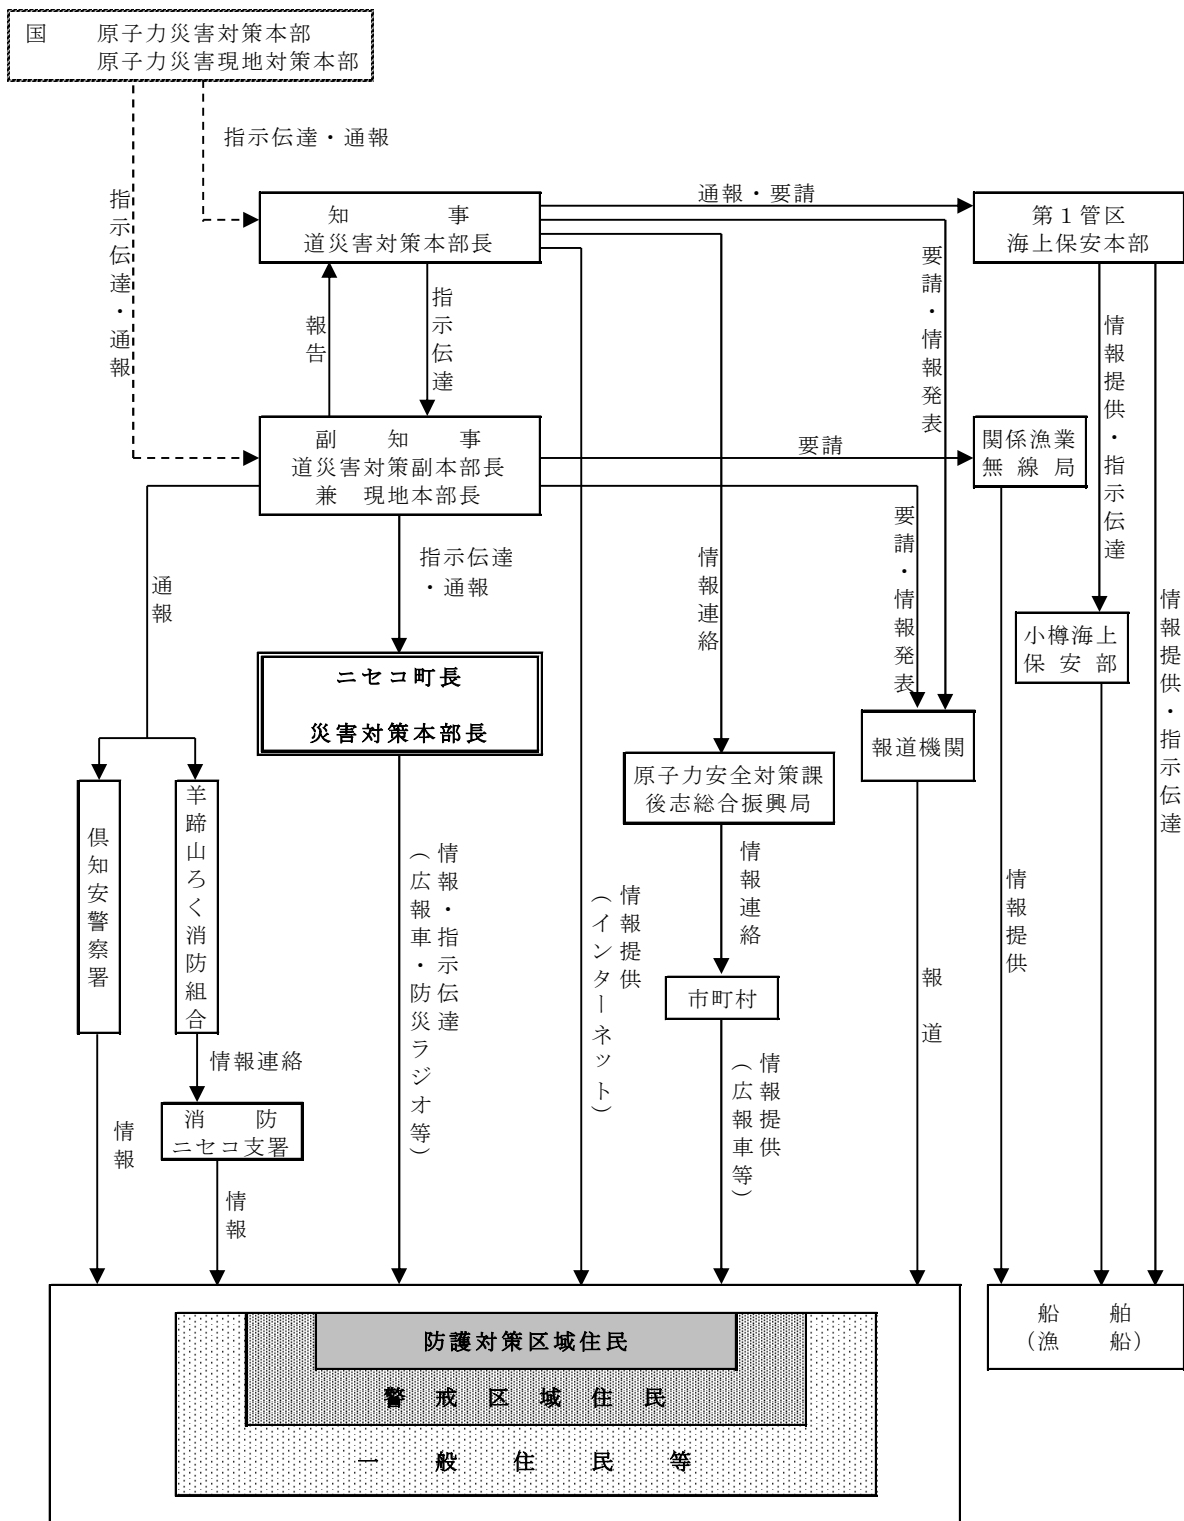 国　　原子力災害対策本部
原子力災害現地対策本部
指示伝達・通報
指示伝達・通報
知　　　　事
道災害対策本部長
通報・要請
第１管区
海上保安本部
報告
指示伝達
要請・情報発表
情報提供・指示伝達
副　　知　　事
道災害対策副本部長
兼　現地本部長
要請
関係漁業
無線局
通報
指示伝達
・通報
情報連絡
要請・情報発表
情報提供・指示伝達
小樽海上
保安部
ニセコ町長
災害対策本部長
報道機関
原子力安全対策課
後志総合振興局
倶知安警察署
羊蹄山ろく消防組合
情報・指示伝達
（広報車・防災ラジオ等）
情報提供
（インターネット）
情報連絡
情報提供
報　道
市町村
情報連絡
情報提供
（広報車等）
消　　防
ニセコ支署
情報
情報
船　　舶
（漁　　船）
防護対策区域住民
警　戒　区　域　住　民
一　般　住　民　等